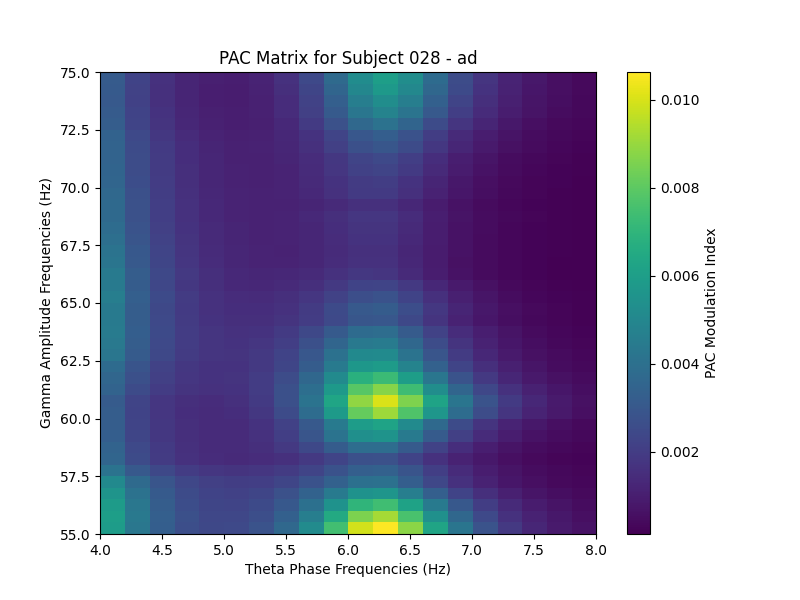 PAC Matrix for Subject 028 - ad
Gamma Amplitude Frequencies (Hz)
75.0
72.5
70.0
67.5
65.0
62.5
60.0
57.5
55.0
4.0 4.5 5.0 5.5 6.0 6.5 7.0 7.5 8.0
Theta Phase Frequencies (Hz)
0.010
0.008
0.006
0.004
0.002
PAC Modulation Index